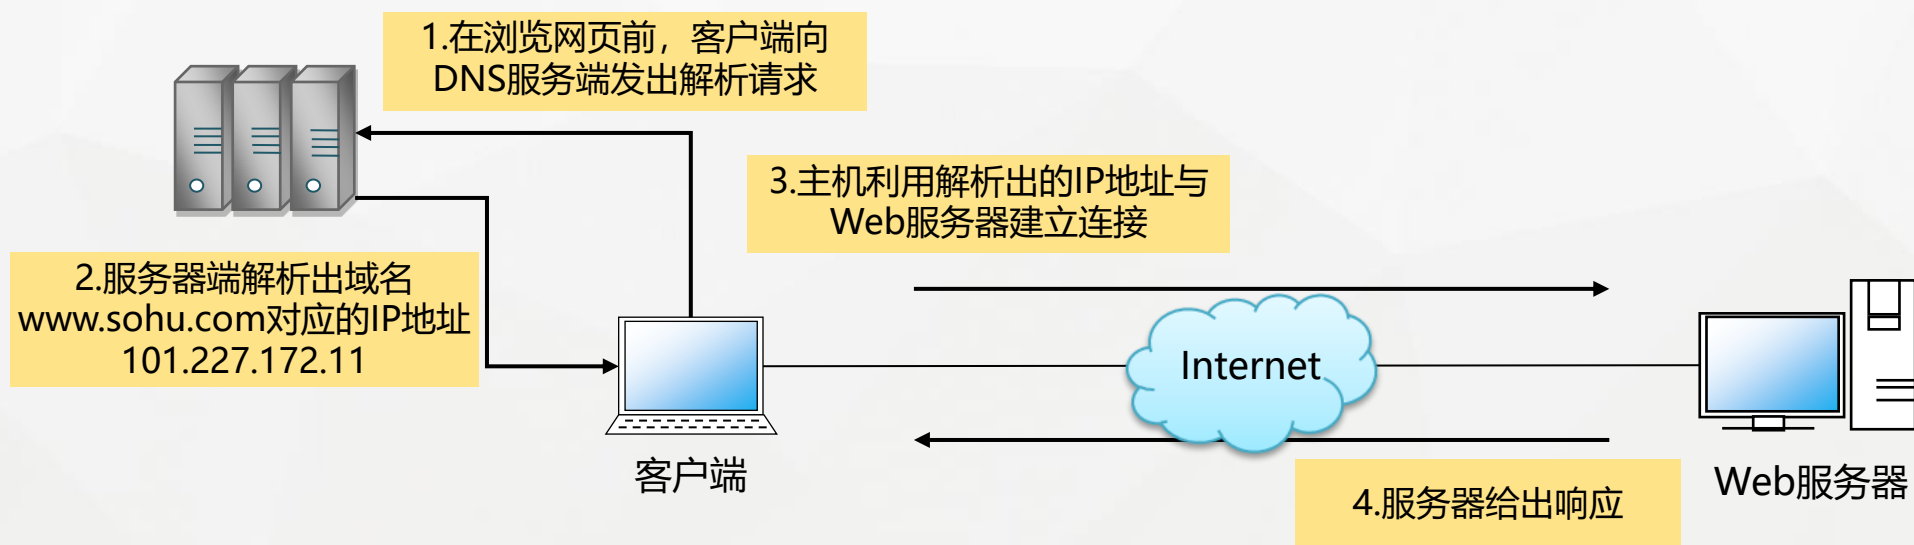 1.在浏览网页前，客户端向
DNS服务端发出解析请求
3.主机利用解析出的IP地址与
Web服务器建立连接
2.服务器端解析出域名
www.sohu.com对应的IP地址
101.227.172.11
Internet
客户端
Web服务器
4.服务器给出响应